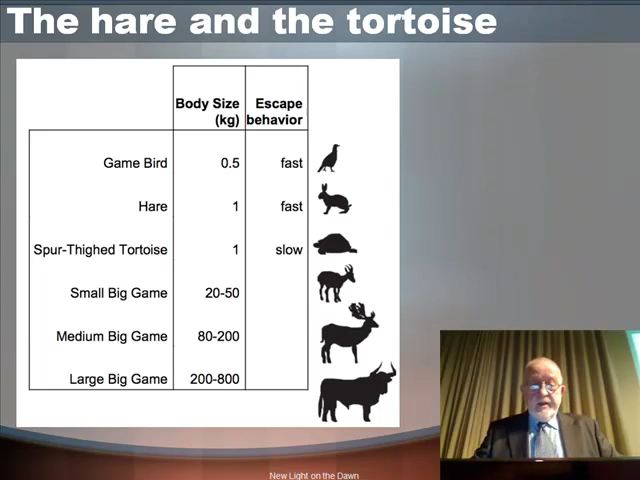 The hare and the tortoise
Body Size (kg) Escape behavior
Game Bird 0.5 fast
Hare 1 fast
Spur-Thighed Tortoise 1 slow
Small Big Game 20-50
Medium Big Game 80-200
Large Big Game 200-800
New Light on the Dawn